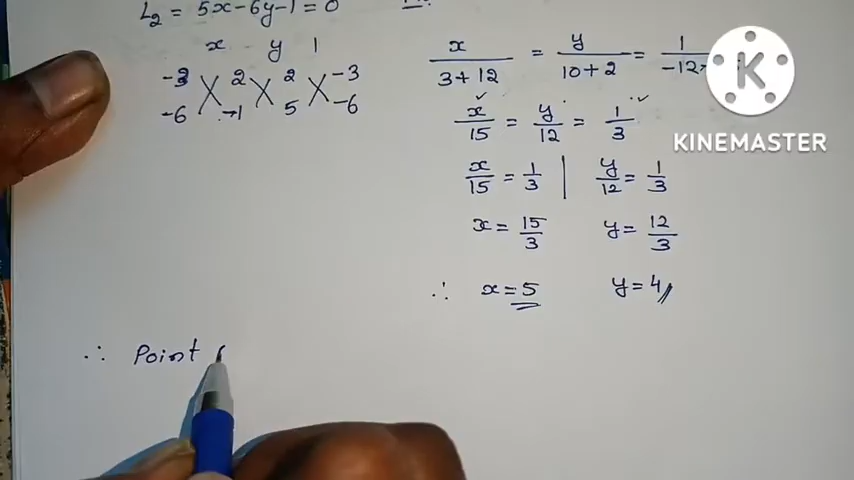 L₂ = 5x-6y-1 = 0
x y 1
-3 2 2 -3
-6 -1 5 -6
x/3+12 = y/10+2 = 1/-12+
x/15 = y/12 = 1/3
x/15 = 1/3 | y/12 = 1/3
x = 15/3 y = 12/3
∴ x = 5 y = 4
∴ Point
K
KINEMASTER